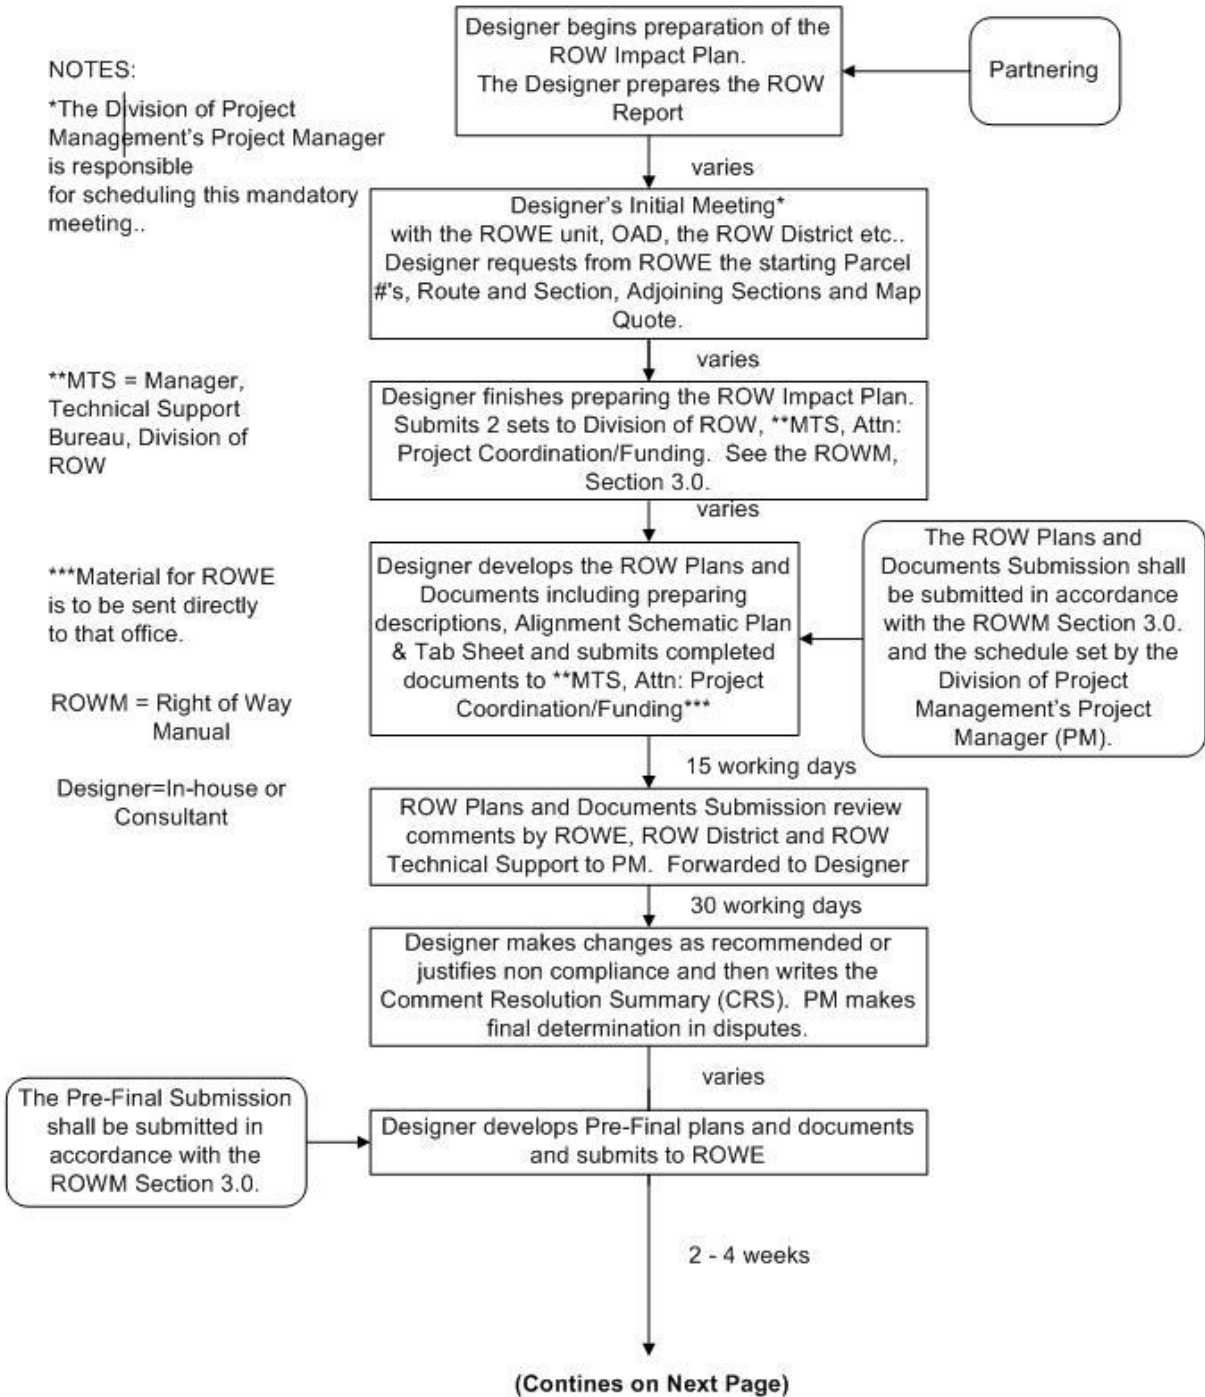 Designer begins preparation of the
ROW Impact Plan.
The Designer prepares the ROW
Report
Partnering
NOTES:
*The Division of Project
Management's Project Manager
is responsible
for scheduling this mandatory
meeting..
varies
Designer's Initial Meeting*
with the ROWE unit, OAD, the ROW District etc..
Designer requests from ROWE the starting Parcel
#'s, Route and Section, Adjoining Sections and Map
Quote.
varies
**MTS = Manager,
Technical Support
Bureau, Division of
ROW
Designer finishes preparing the ROW Impact Plan.
Submits 2 sets to Division of ROW, **MTS, Attn:
Project Coordination/Funding.  See the ROWM,
Section 3.0.
varies
***Material for ROWE
is to be sent directly
to that office.
Designer develops the ROW Plans and
Documents including preparing
descriptions, Alignment Schematic Plan
& Tab Sheet and submits completed
documents to **MTS, Attn: Project
Coordination/Funding***
The ROW Plans and
Documents Submission shall
be submitted in accordance
with the ROWM Section 3.0.
and the schedule set by the
Division of Project
Management's Project
Manager (PM).
ROWM = Right of Way
Manual
15 working days
Designer=In-house or
Consultant
ROW Plans and Documents Submission review
comments by ROWE, ROW District and ROW
Technical Support to PM.  Forwarded to Designer
30 working days
Designer makes changes as recommended or
justifies non compliance and then writes the
Comment Resolution Summary (CRS).  PM makes
final determination in disputes.
varies
The Pre-Final Submission
shall be submitted in
accordance with the
ROWM Section 3.0.
Designer develops Pre-Final plans and documents
and submits to ROWE
2 - 4 weeks
(Contines on Next Page)